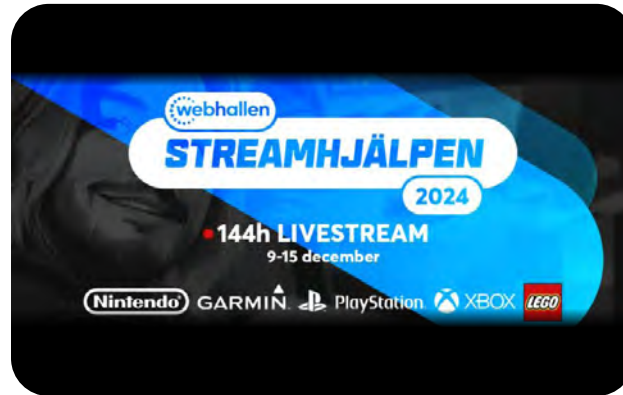 webhallen
STREAMHJÄLPEN
2024
144h LIVESTREAM
9-15 december
Nintendo GARMIN PlayStation XBOX LEGO